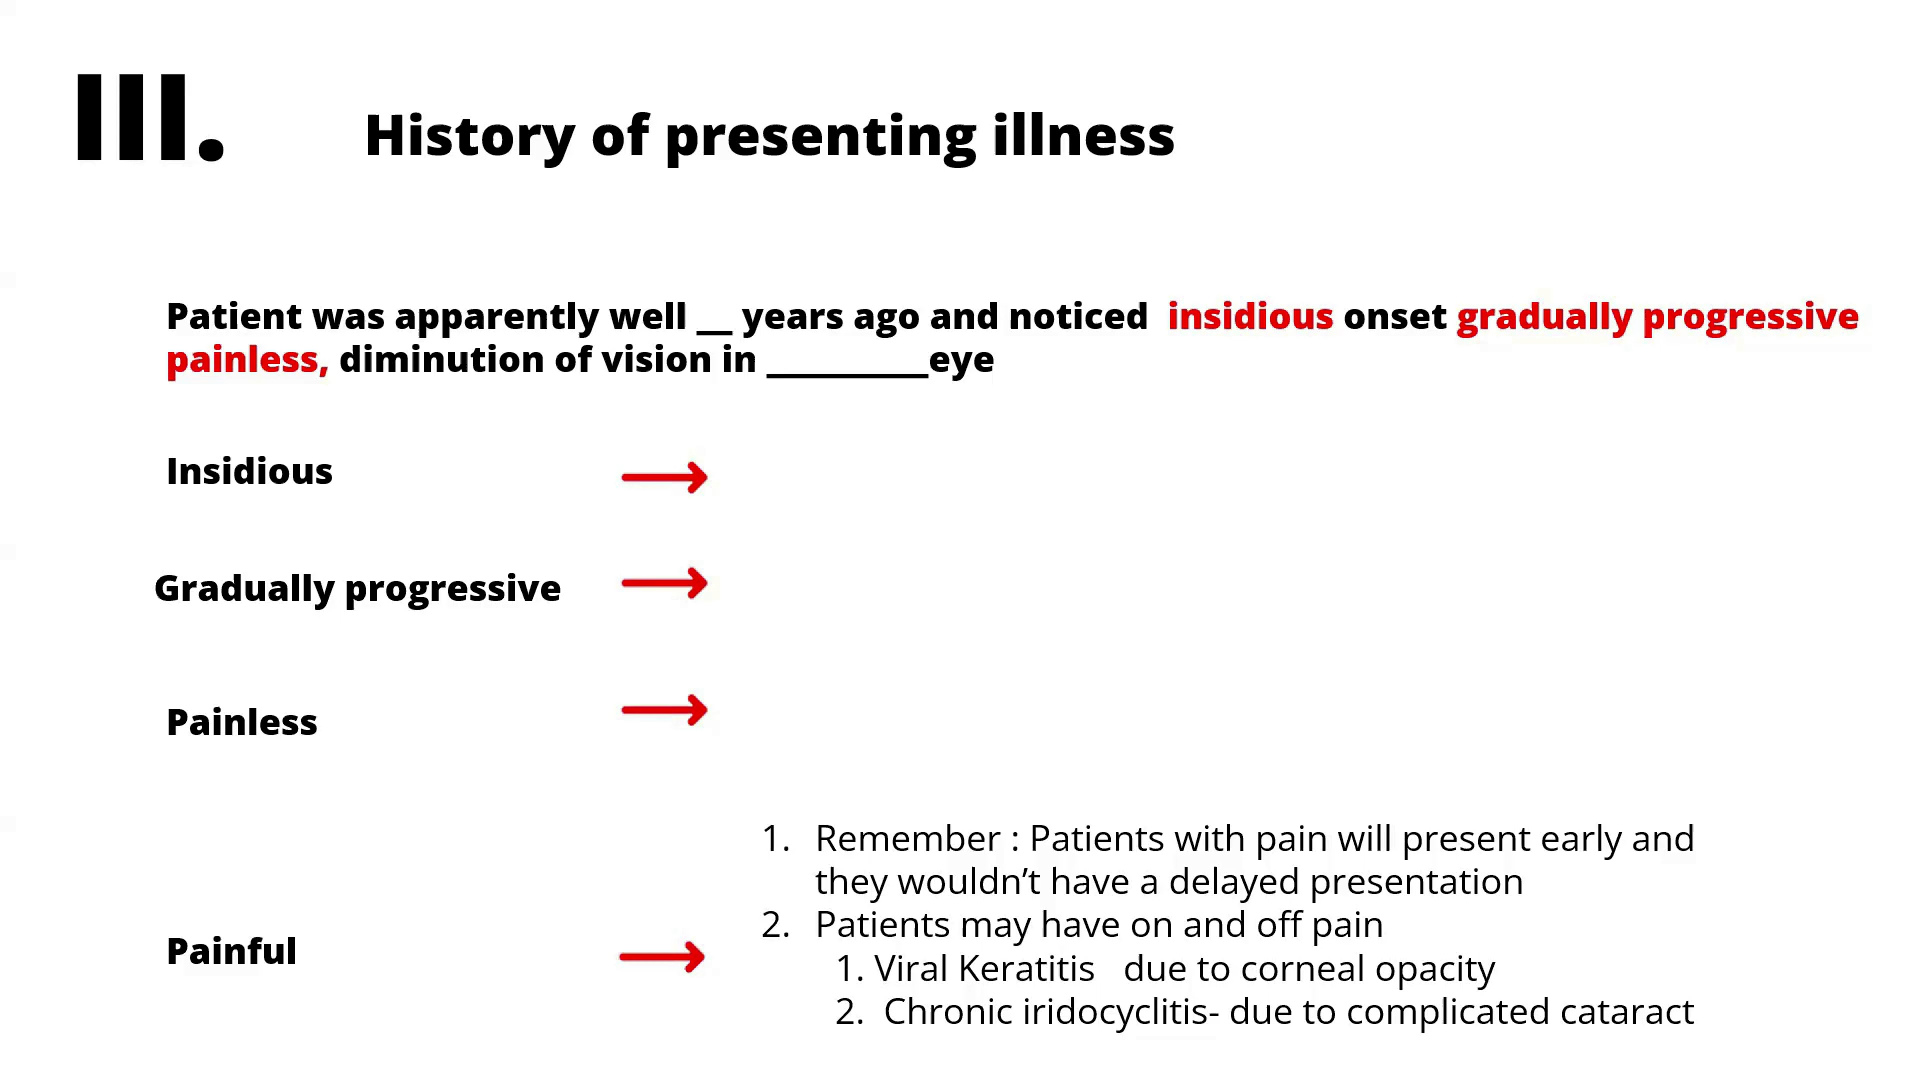 III.
History of presenting illness
Patient was apparently well __ years ago and noticed  insidious onset gradually progressive
painless, diminution of vision in _________eye
Insidious
Gradually progressive
Painless
Painful
1. Remember : Patients with pain will present early and
they wouldn’t have a delayed presentation
2. Patients may have on and off pain
1. Viral Keratitis   due to corneal opacity
2.  Chronic iridocyclitis- due to complicated cataract